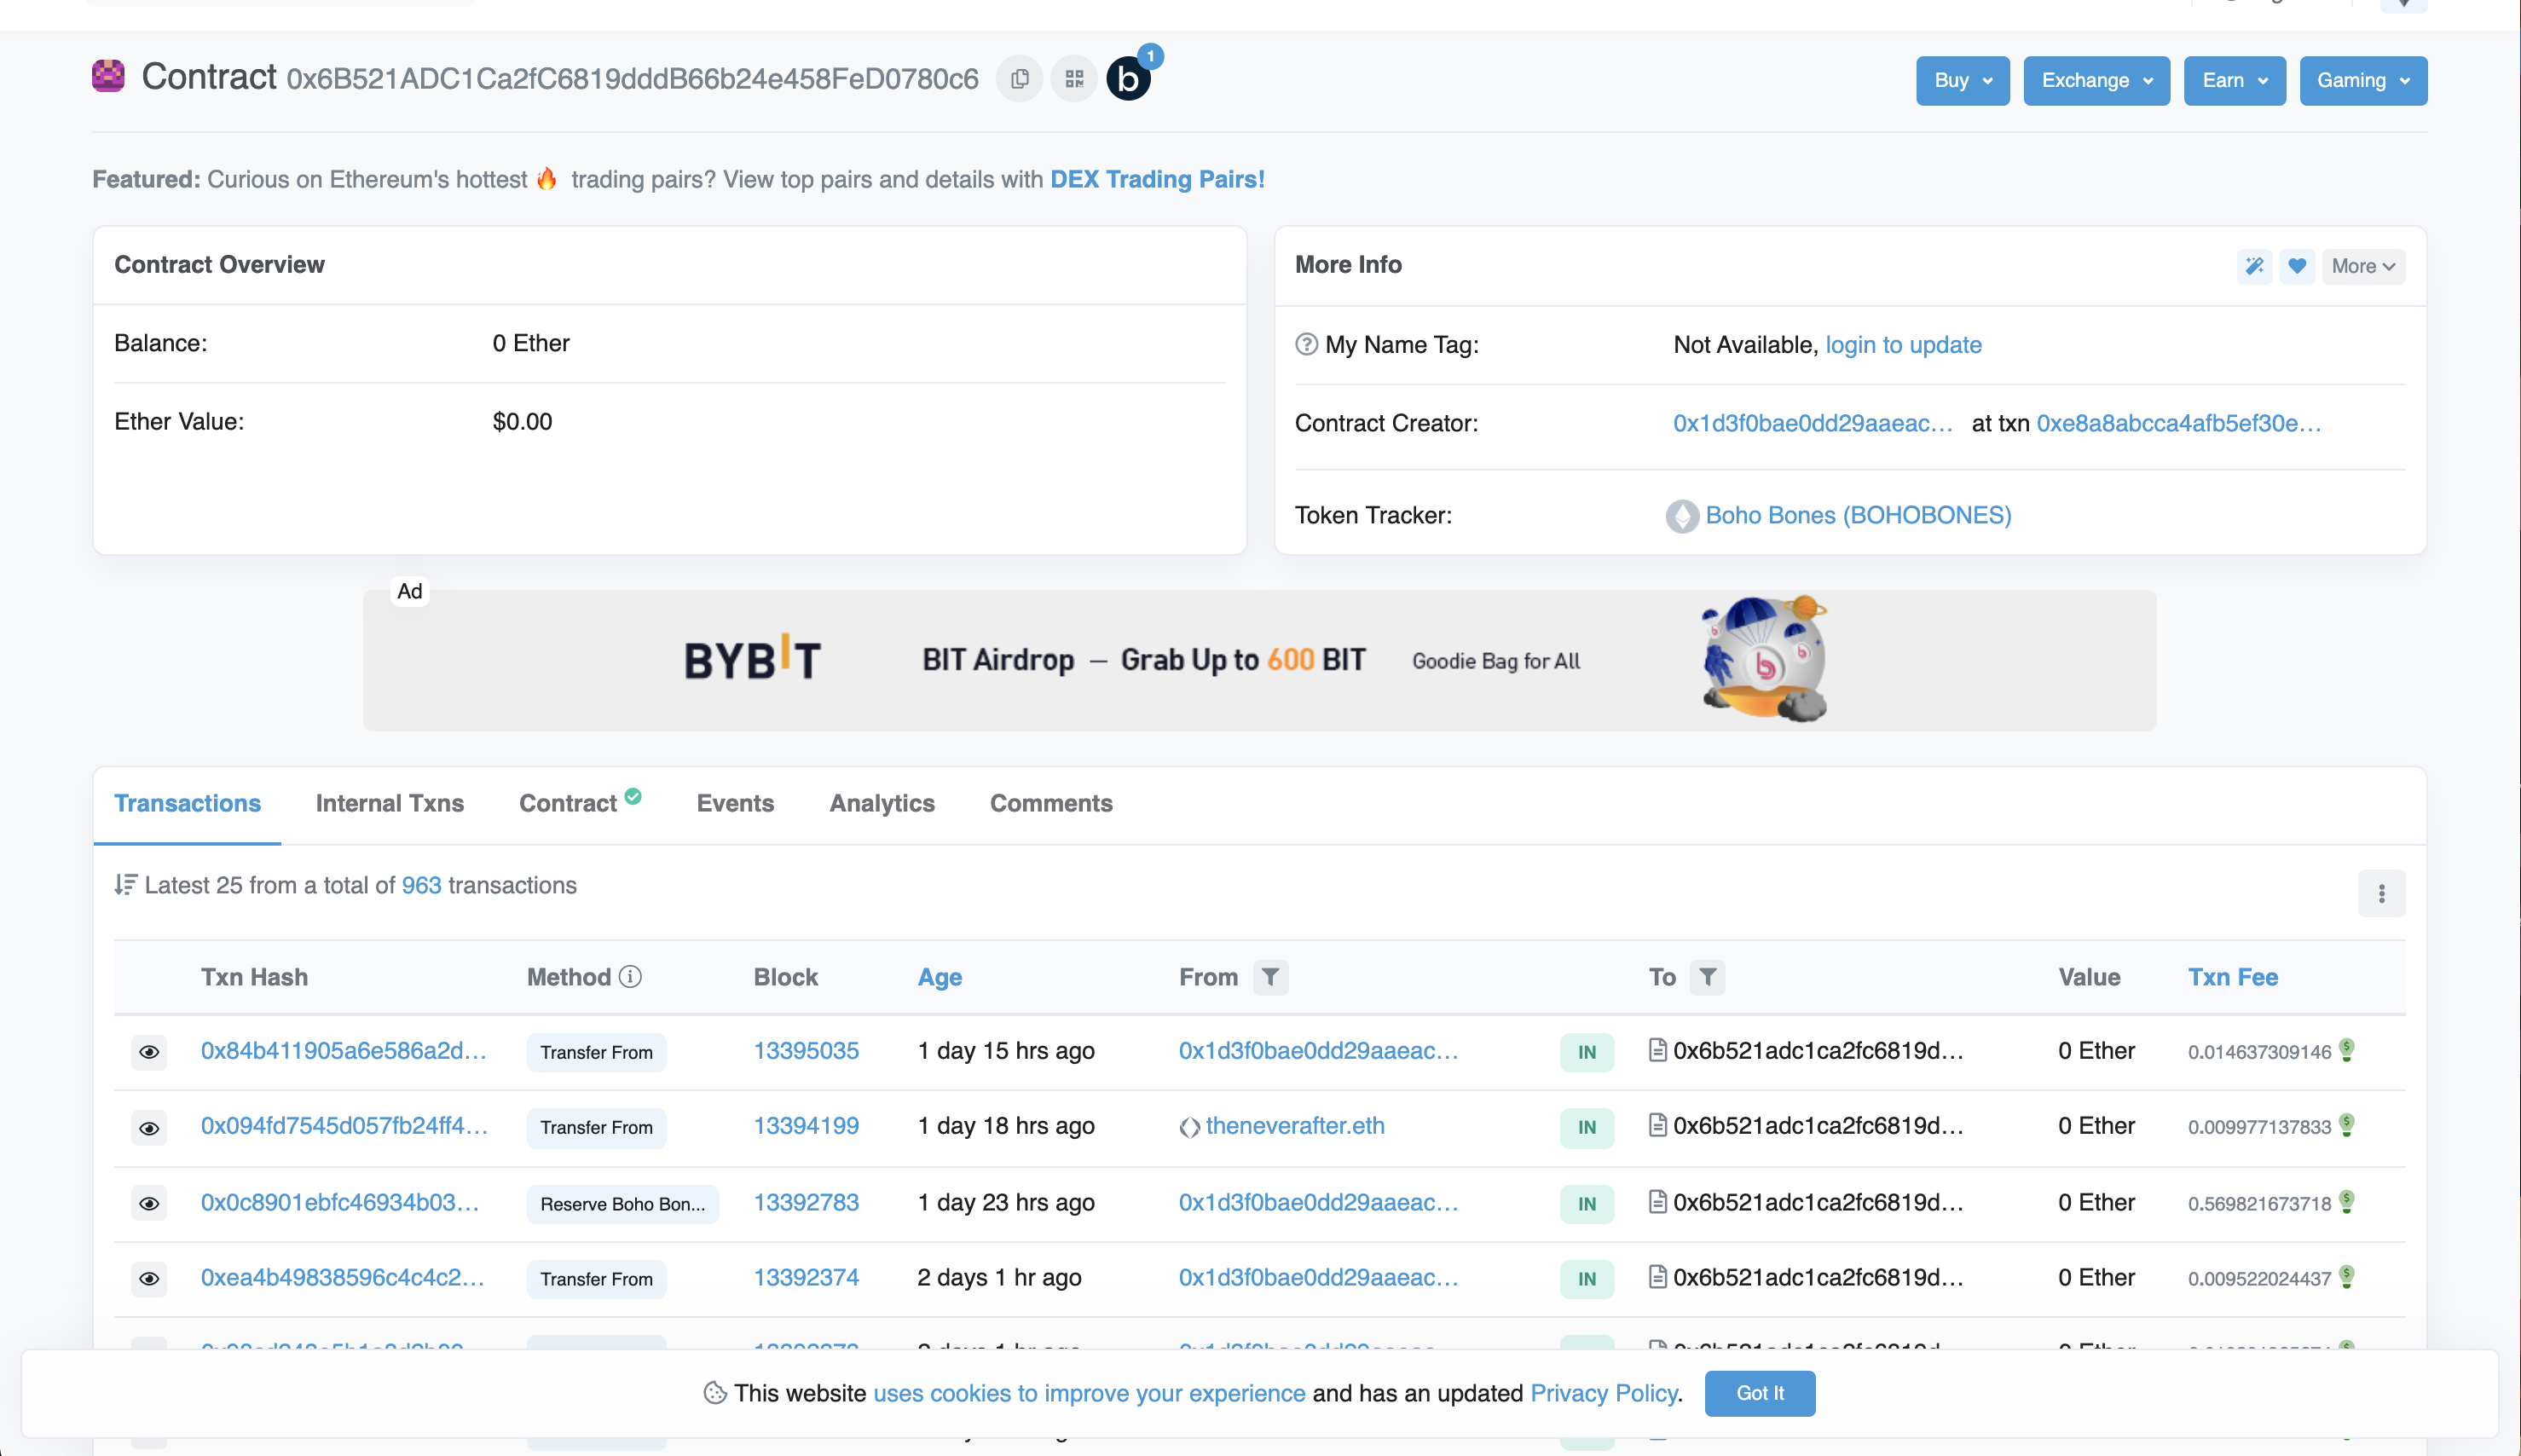 Contract 0x6B521ADC1Ca2fC6819dddB66b24e458FeD0780c6 b 1
Buy Exchange Earn Gaming
Featured: Curious on Ethereum's hottest 🔥 trading pairs? View top pairs and details with DEX Trading Pairs!
Contract Overview
Balance: 0 Ether
Ether Value: $0.00
More Info
More
My Name Tag: Not Available, login to update
Contract Creator: 0x1d3f0bae0dd29aaeac... at txn 0xe8a8abcca4afb5ef30e...
Token Tracker: Boho Bones (BOHOBONES)
Ad
BYBIT BIT Airdrop — Grab Up to 600 BIT Goodie Bag for All
Transactions Internal Txns Contract Events Analytics Comments
Latest 25 from a total of 963 transactions
Txn Hash Method Block Age From To Value Txn Fee
0x84b411905a6e586a2d... Transfer From 13395035 1 day 15 hrs ago 0x1d3f0bae0dd29aaeac... IN 0x6b521adc1ca2fc6819d... 0 Ether 0.014637309146
0x094fd7545d057fb24ff4... Transfer From 13394199 1 day 18 hrs ago theneverafter.eth IN 0x6b521adc1ca2fc6819d... 0 Ether 0.009977137833
0x0c8901ebfc46934b03... Reserve Boho Bon... 13392783 1 day 23 hrs ago 0x1d3f0bae0dd29aaeac... IN 0x6b521adc1ca2fc6819d... 0 Ether 0.569821673718
0xea4b49838596c4c4c2... Transfer From 13392374 2 days 1 hr ago 0x1d3f0bae0dd29aaeac... IN 0x6b521adc1ca2fc6819d... 0 Ether 0.009522024437
This website uses cookies to improve your experience and has an updated Privacy Policy. Got It